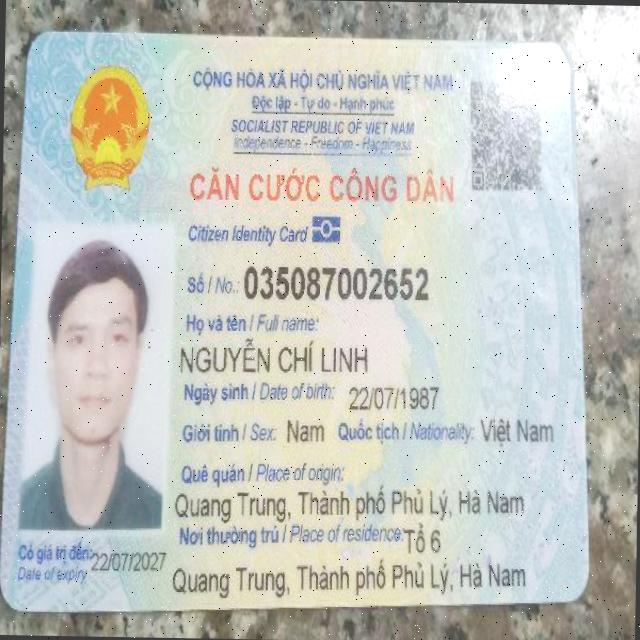 CỘNG HÒA XÃ HỘI CHỦ NGHĨA VIỆT NAM
Độc lập - Tự do - Hạnh phúc
SOCIALIST REPUBLIC OF VIET NAM
Independence - Freedom - Happiness
CĂN CƯỚC CÔNG DÂN
Citizen Identity Card
Số / No.: 035087002652
Họ và tên / Full name:
NGUYỄN CHÍ LINH
Ngày sinh / Date of birth: 22/07/1987
Giới tính / Sex: Nam Quốc tịch / Nationality: Việt Nam
Quê quán / Place of origin:
Quang Trung, Thành phố Phủ Lý, Hà Nam
Nơi thường trú / Place of residence: Tổ 6
Quang Trung, Thành phố Phủ Lý, Hà Nam
Có giá trị đến: 22/07/2027
Date of expiry